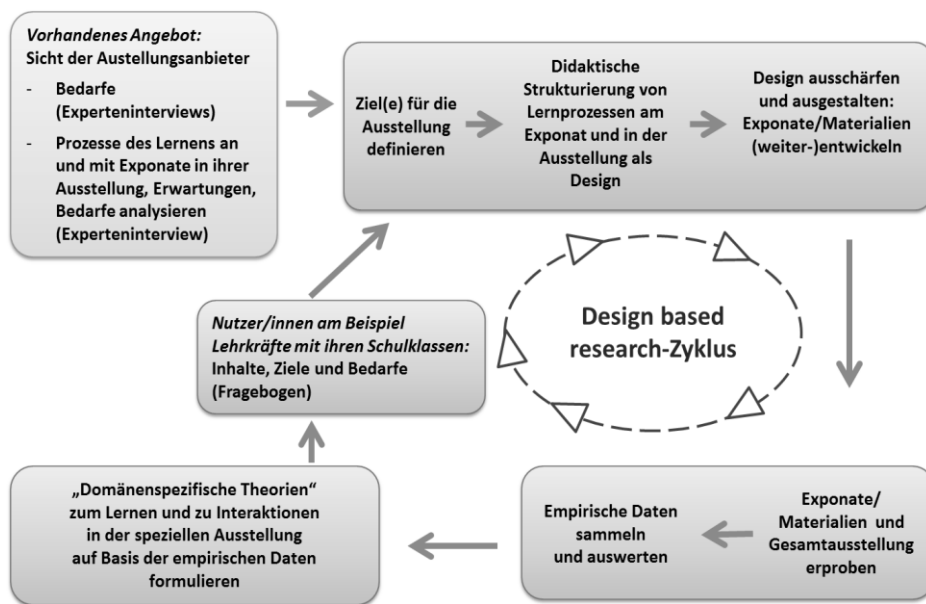 Vorhandenes Angebot:
Sicht der Austellungsanbieter
- Bedarfe
(Experteninterviews)
- Prozesse des Lernens an
und mit Exponate in ihrer
Ausstellung, Erwartungen,
Bedarfe analysieren
(Experteninterview)
Ziel(e) für die
Ausstellung
definieren
Didaktische
Strukturierung von
Lernprozessen am
Exponat und in der
Ausstellung als
Design
Design ausschärfen
und ausgestalten:
Exponate/Materialien
(weiter-)entwickeln
Design based
research-Zyklus
Nutzer/innen am Beispiel
Lehrkräfte mit ihren Schulklassen:
Inhalte, Ziele und Bedarfe
(Fragebogen)
„Domänenspezifische Theorien“
zum Lernen und zu Interaktionen
in der speziellen Ausstellung
auf Basis der empirischen Daten
formulieren
Empirische Daten
sammeln
und auswerten
Exponate/
Materialien und
Gesamtausstellung
erproben